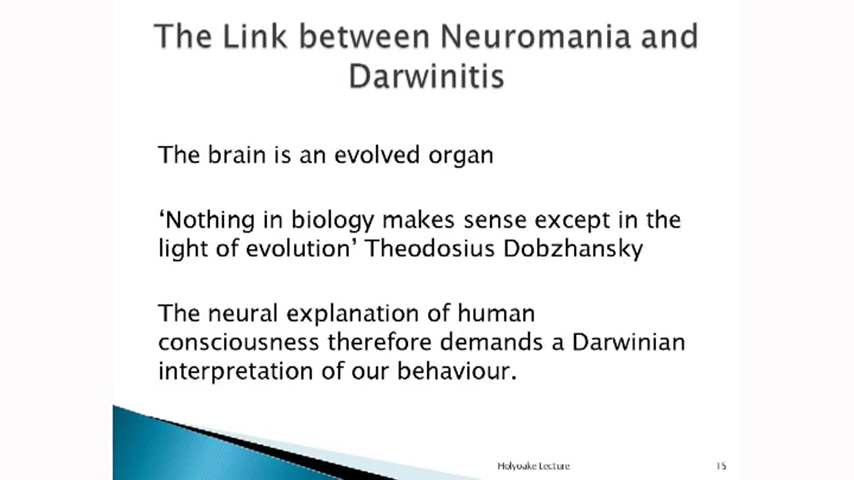 The Link between Neuromania and
Darwinitis
The brain is an evolved organ
‘Nothing in biology makes sense except in the
light of evolution’ Theodosius Dobzhansky
The neural explanation of human
consciousness therefore demands a Darwinian
interpretation of our behaviour.
Holyoake Lecture
15